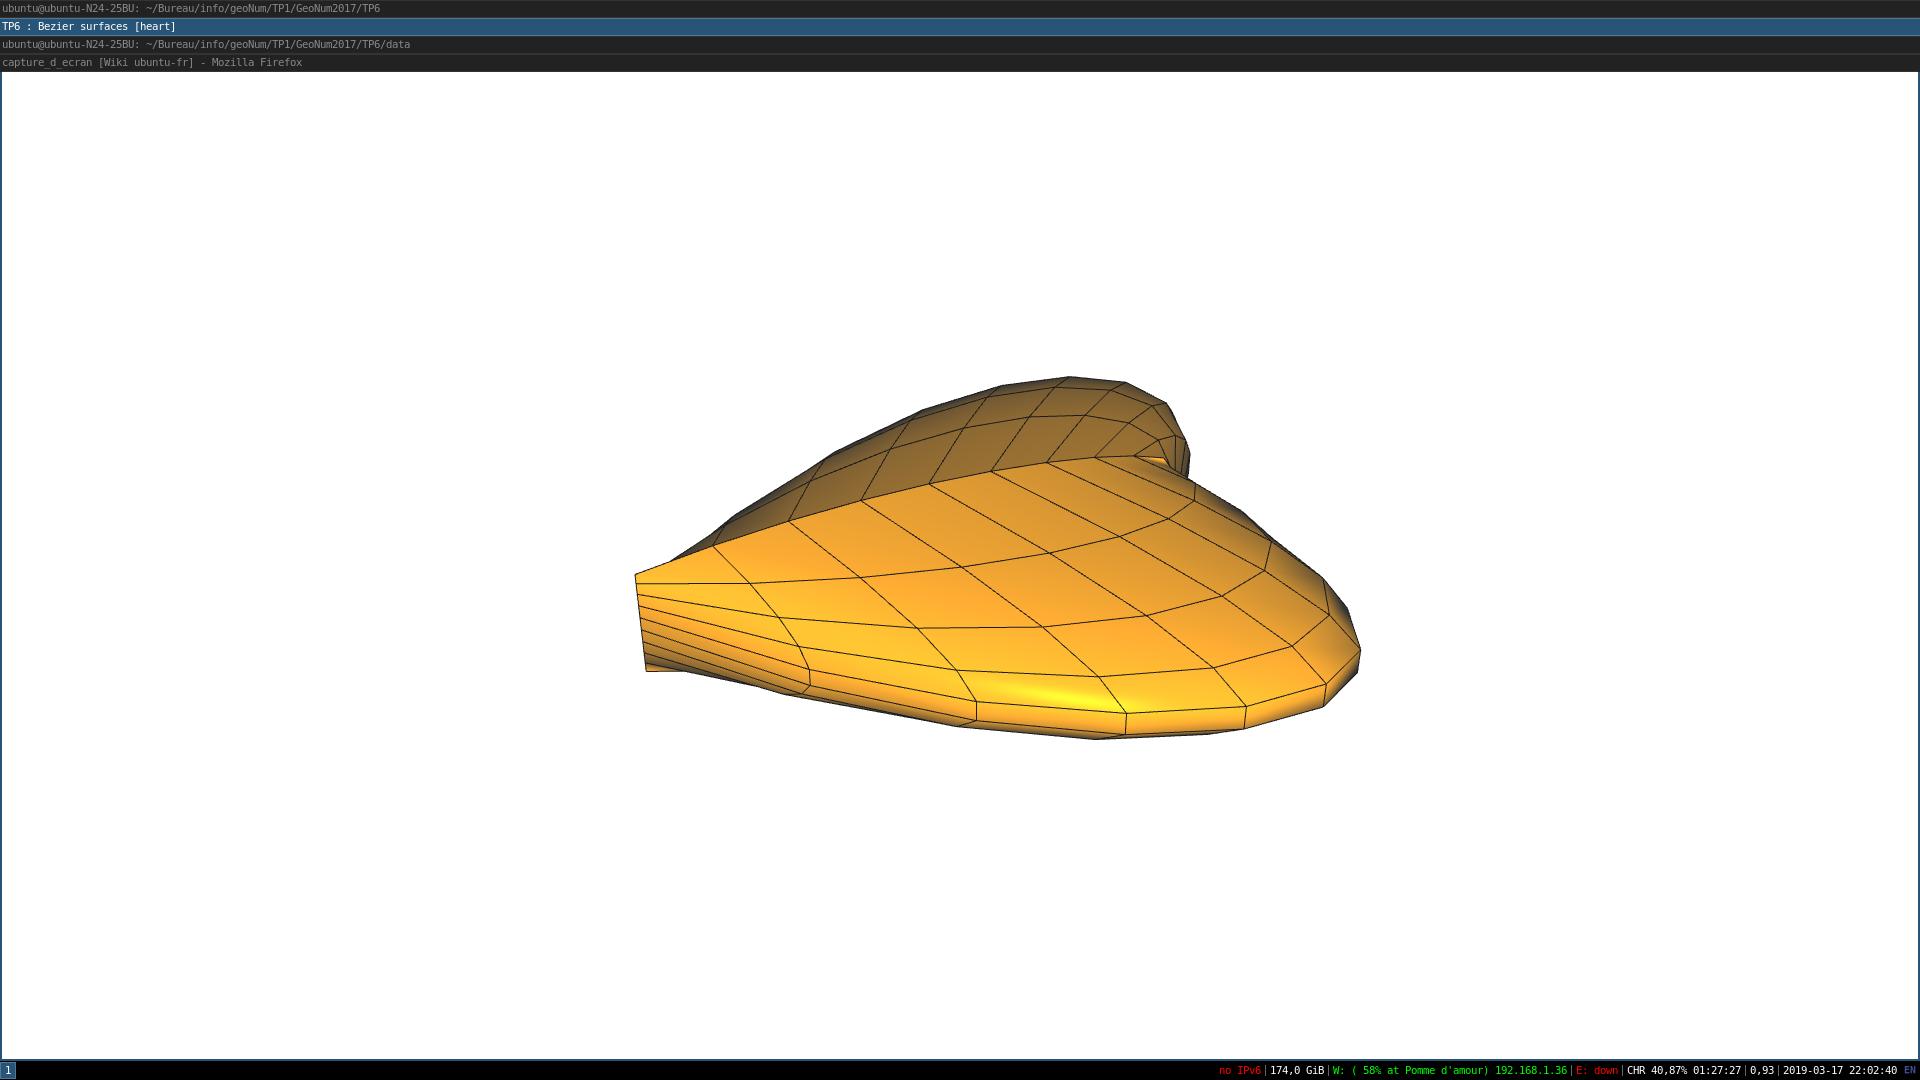 ubuntu@ubuntu-N24-25BU: ~/Bureau/info/geoNum/TP1/GeoNum2017/TP6
TP6 : Bezier surfaces [heart]
ubuntu@ubuntu-N24-25BU: ~/Bureau/info/geoNum/TP1/GeoNum2017/TP6/data
capture_d_ecran [Wiki ubuntu-fr] - Mozilla Firefox
1 no IPv6|174,0 GiB|W: ( 58% at Pomme d'amour) 192.168.1.36|E: down|CHR 40,87% 01:27:27|0,93|2019-03-17 22:02:40 EN